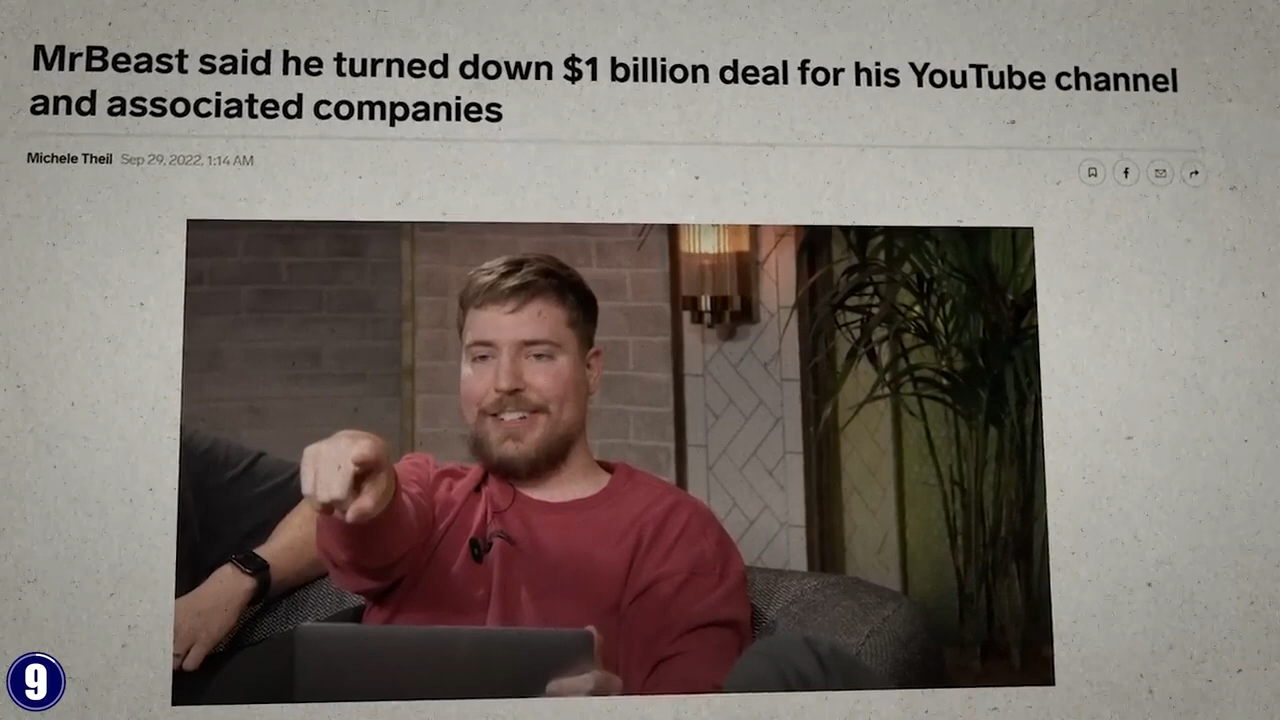 MrBeast said he turned down $1 billion deal for his YouTube channel
and associated companies
Michele Theil Sep 29, 2022, 1:14 AM
9